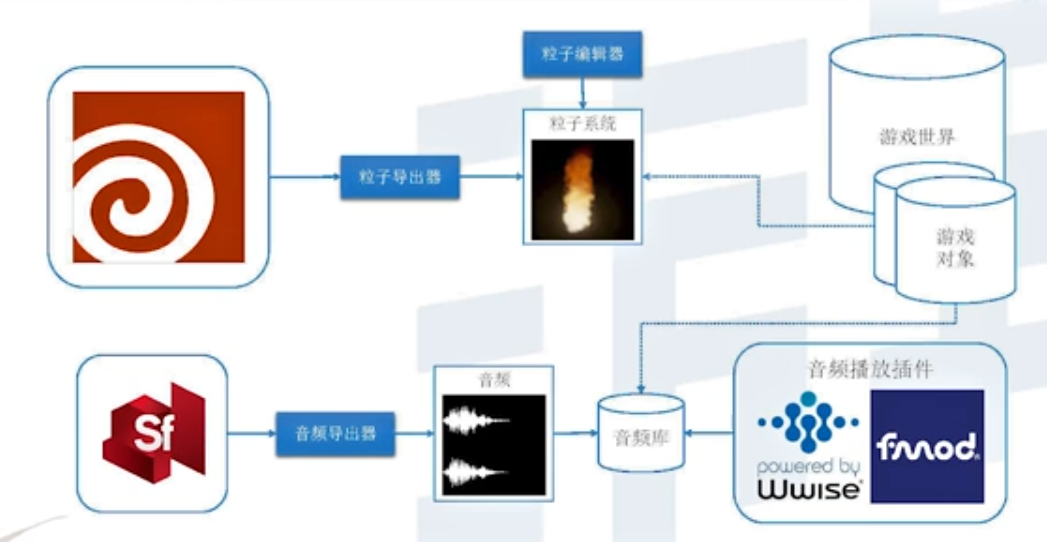 粒子编辑器
粒子系统
粒子导出器
游戏世界
游戏
对象
音频播放插件
音频
Sf
音频导出器
音频库
powered by
Wwise®
fmod®